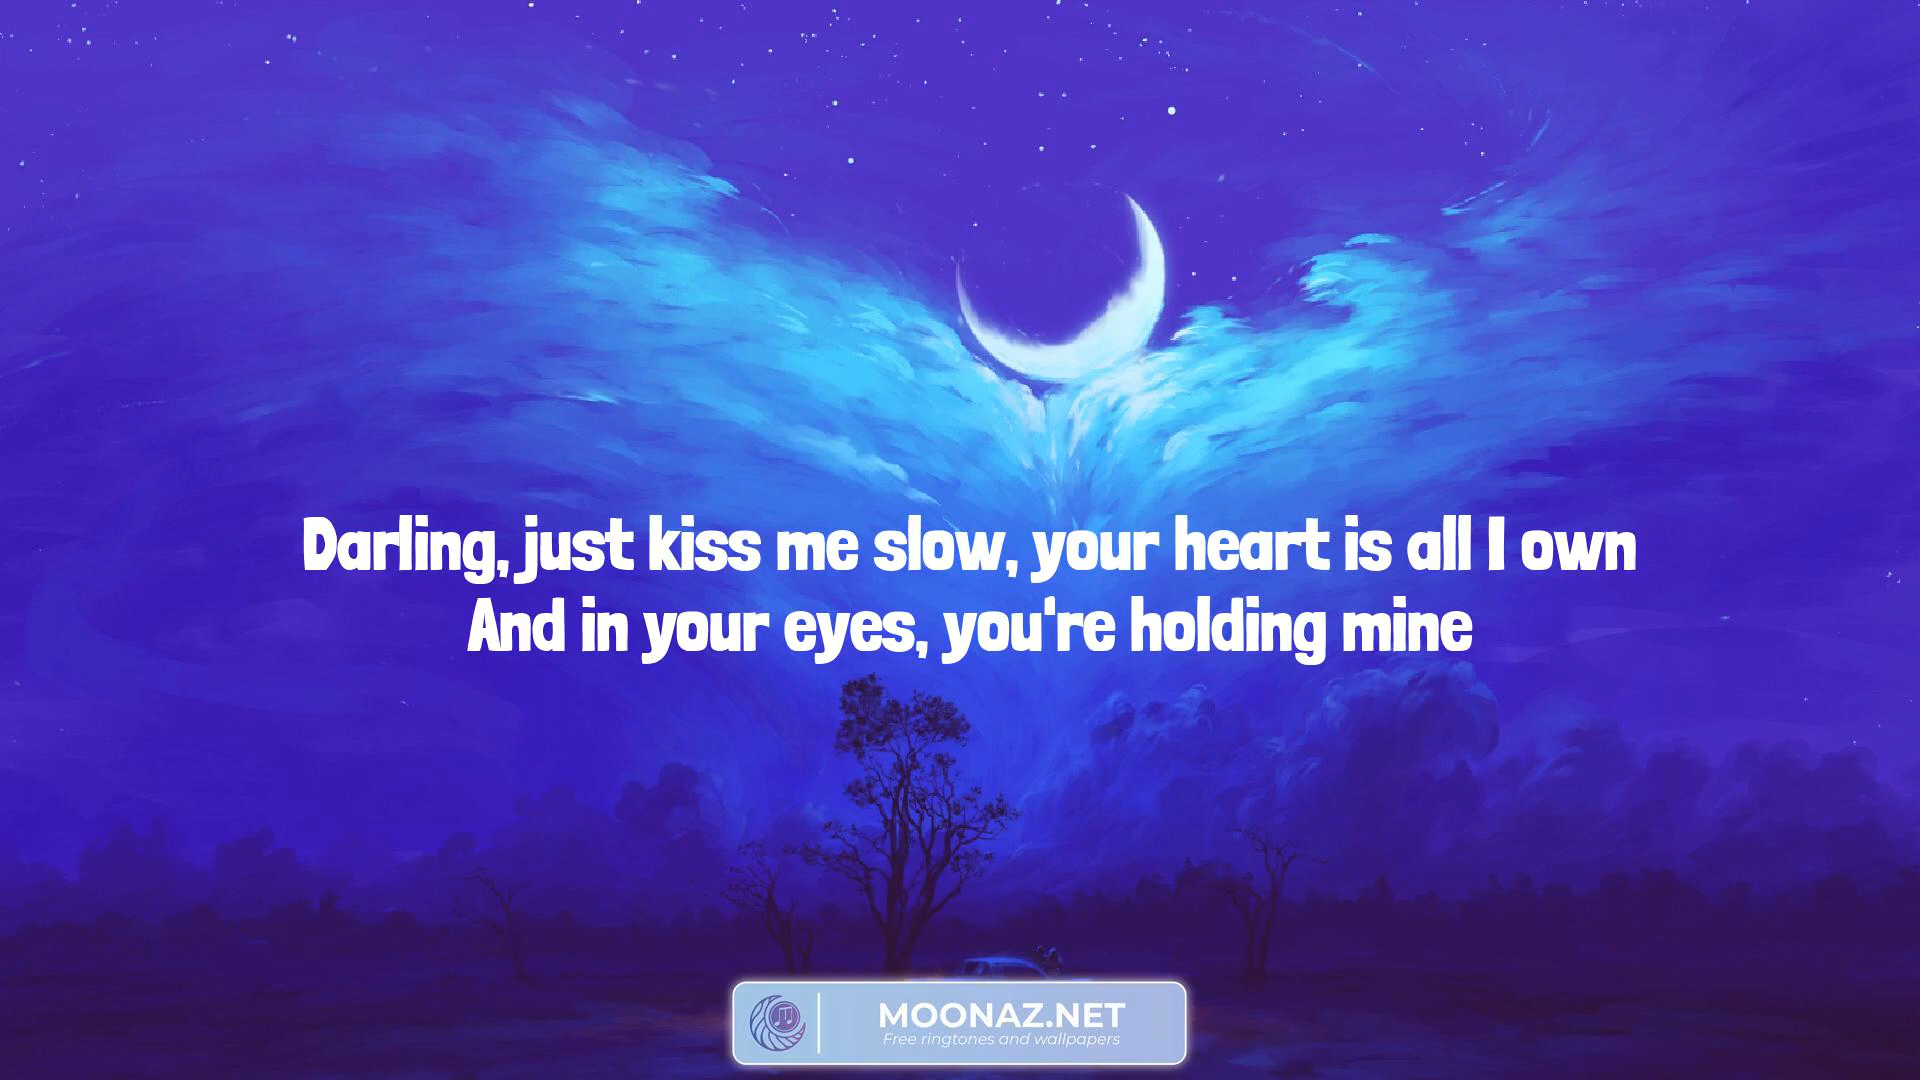 Darling, just kiss me slow, your heart is all I own
And in your eyes, you're holding mine
MOONAZ.NET
Free ringtones and wallpapers